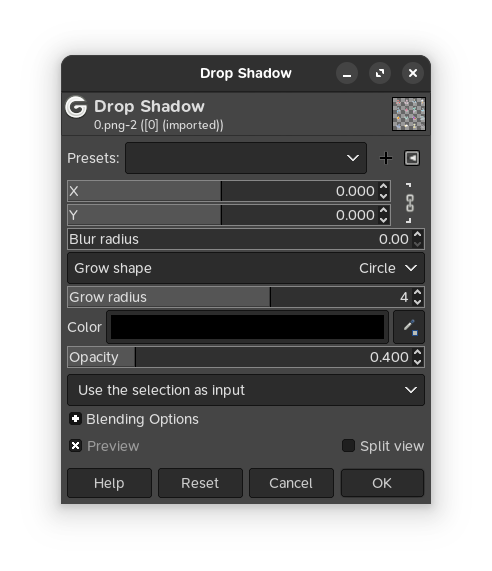 Drop Shadow
Drop Shadow
0.png-2 ([0] (imported))
Presets:
X 0.000
Y 0.000
Blur radius 0.00
Grow shape Circle
Grow radius 4
Color
Opacity 0.400
Use the selection as input
Blending Options
Preview Split view
Help Reset Cancel OK